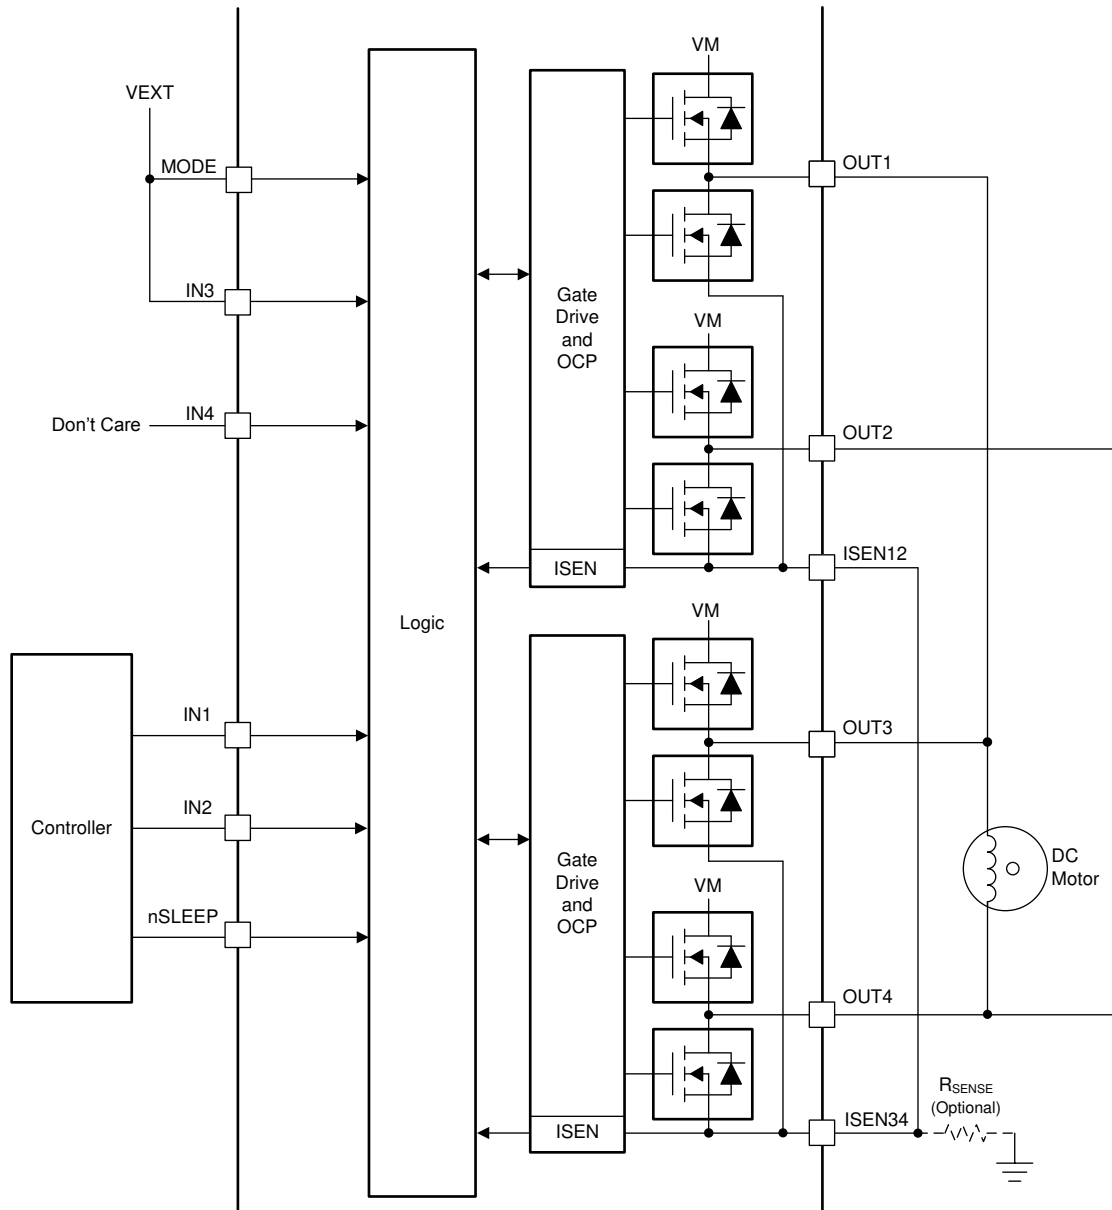 VM
VEXT
MODE
OUT1
IN3
Gate
Drive
and
OCP
VM
IN4
Don't Care
OUT2
ISEN
ISEN12
Logic
VM
IN1
OUT3
IN2
Controller
Gate
Drive
and
OCP
DC
Motor
VM
nSLEEP
OUT4
RSENSE
(Optional)
ISEN
ISEN34